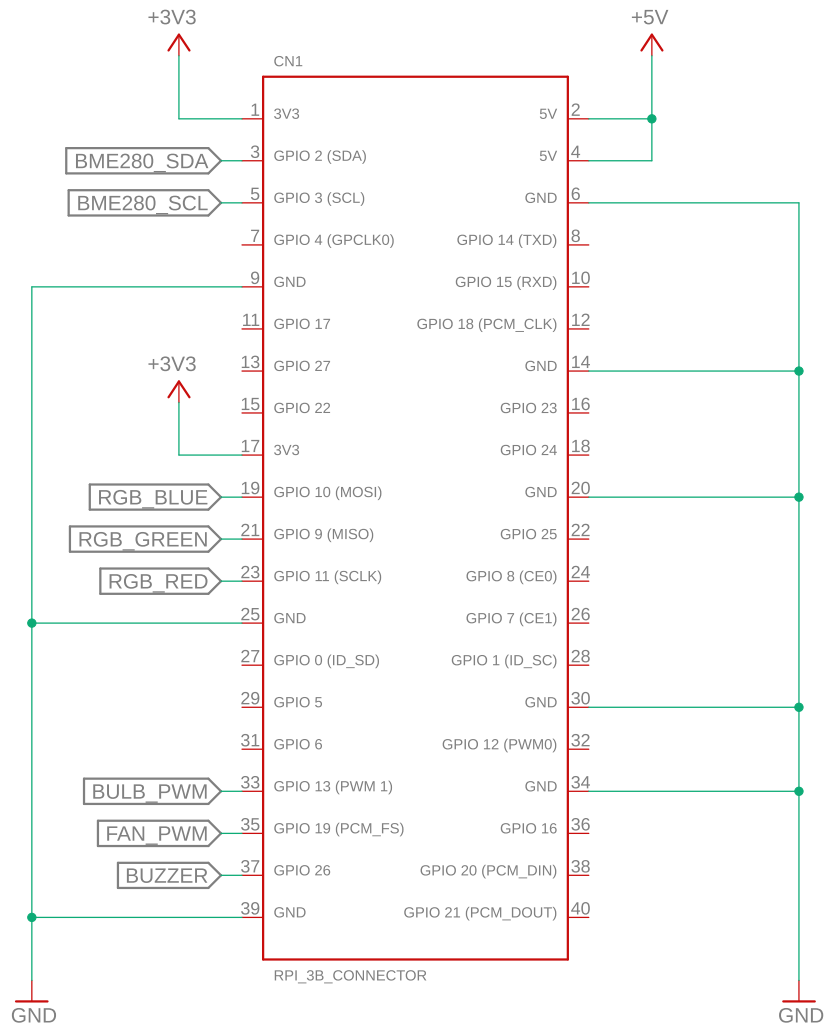 +3V3
+5V
CN1
1 3V3 5V 2
BME280_SDA 3 GPIO 2 (SDA) 5V 4
BME280_SCL 5 GPIO 3 (SCL) GND 6
7 GPIO 4 (GPCLK0) GPIO 14 (TXD) 8
9 GND GPIO 15 (RXD) 10
11 GPIO 17 GPIO 18 (PCM_CLK) 12
+3V3 13 GPIO 27 GND 14
15 GPIO 22 GPIO 23 16
17 3V3 GPIO 24 18
RGB_BLUE 19 GPIO 10 (MOSI) GND 20
RGB_GREEN 21 GPIO 9 (MISO) GPIO 25 22
RGB_RED 23 GPIO 11 (SCLK) GPIO 8 (CE0) 24
25 GND GPIO 7 (CE1) 26
27 GPIO 0 (ID_SD) GPIO 1 (ID_SC) 28
29 GPIO 5 GND 30
31 GPIO 6 GPIO 12 (PWM0) 32
BULB_PWM 33 GPIO 13 (PWM 1) GND 34
FAN_PWM 35 GPIO 19 (PCM_FS) GPIO 16 36
BUZZER 37 GPIO 26 GPIO 20 (PCM_DIN) 38
39 GND GPIO 21 (PCM_DOUT) 40
RPI_3B_CONNECTOR
GND
GND